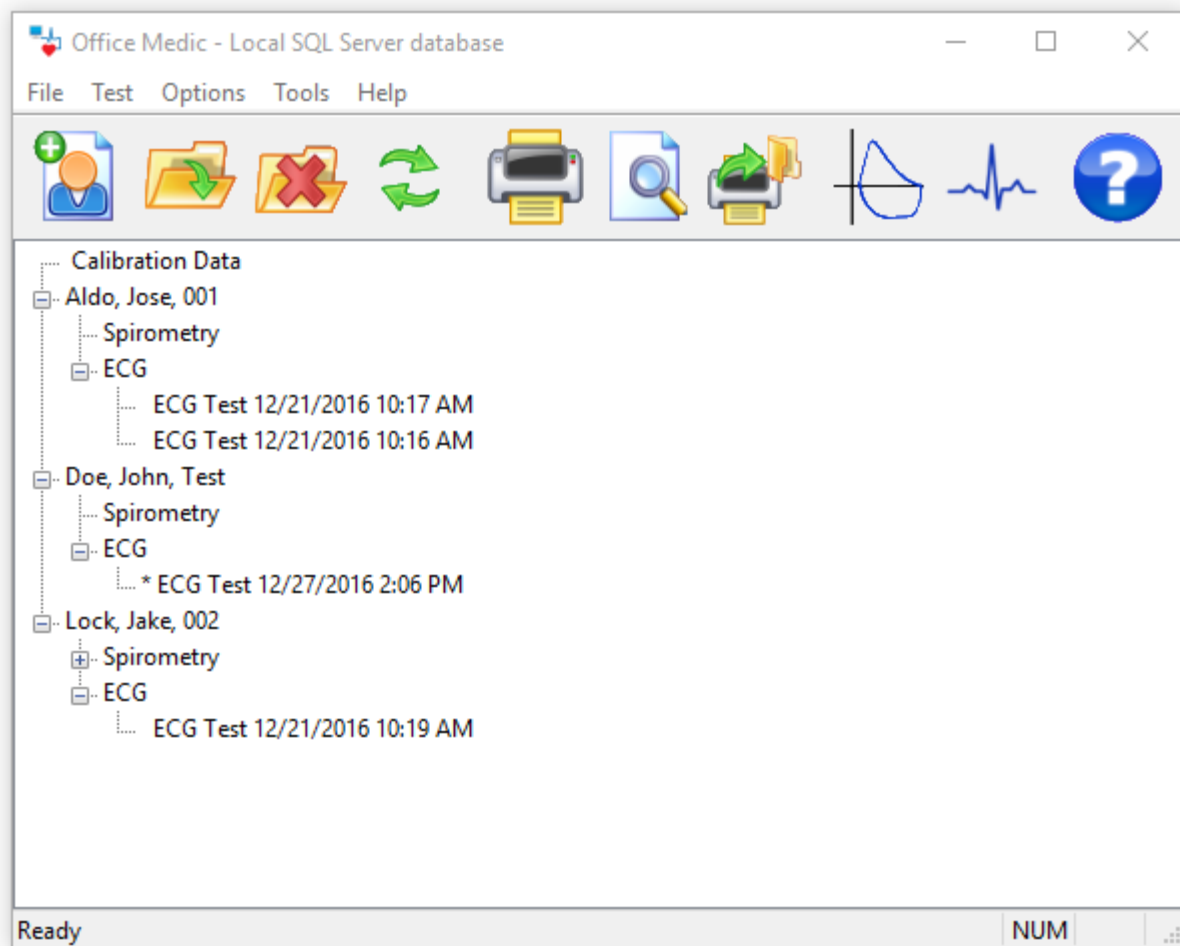 Office Medic - Local SQL Server database
File Test Options Tools Help
Calibration Data
Aldo, Jose, 001
Spirometry
ECG
ECG Test 12/21/2016 10:17 AM
ECG Test 12/21/2016 10:16 AM
Doe, John, Test
Spirometry
ECG
* ECG Test 12/27/2016 2:06 PM
Lock, Jake, 002
Spirometry
ECG
ECG Test 12/21/2016 10:19 AM
Ready NUM